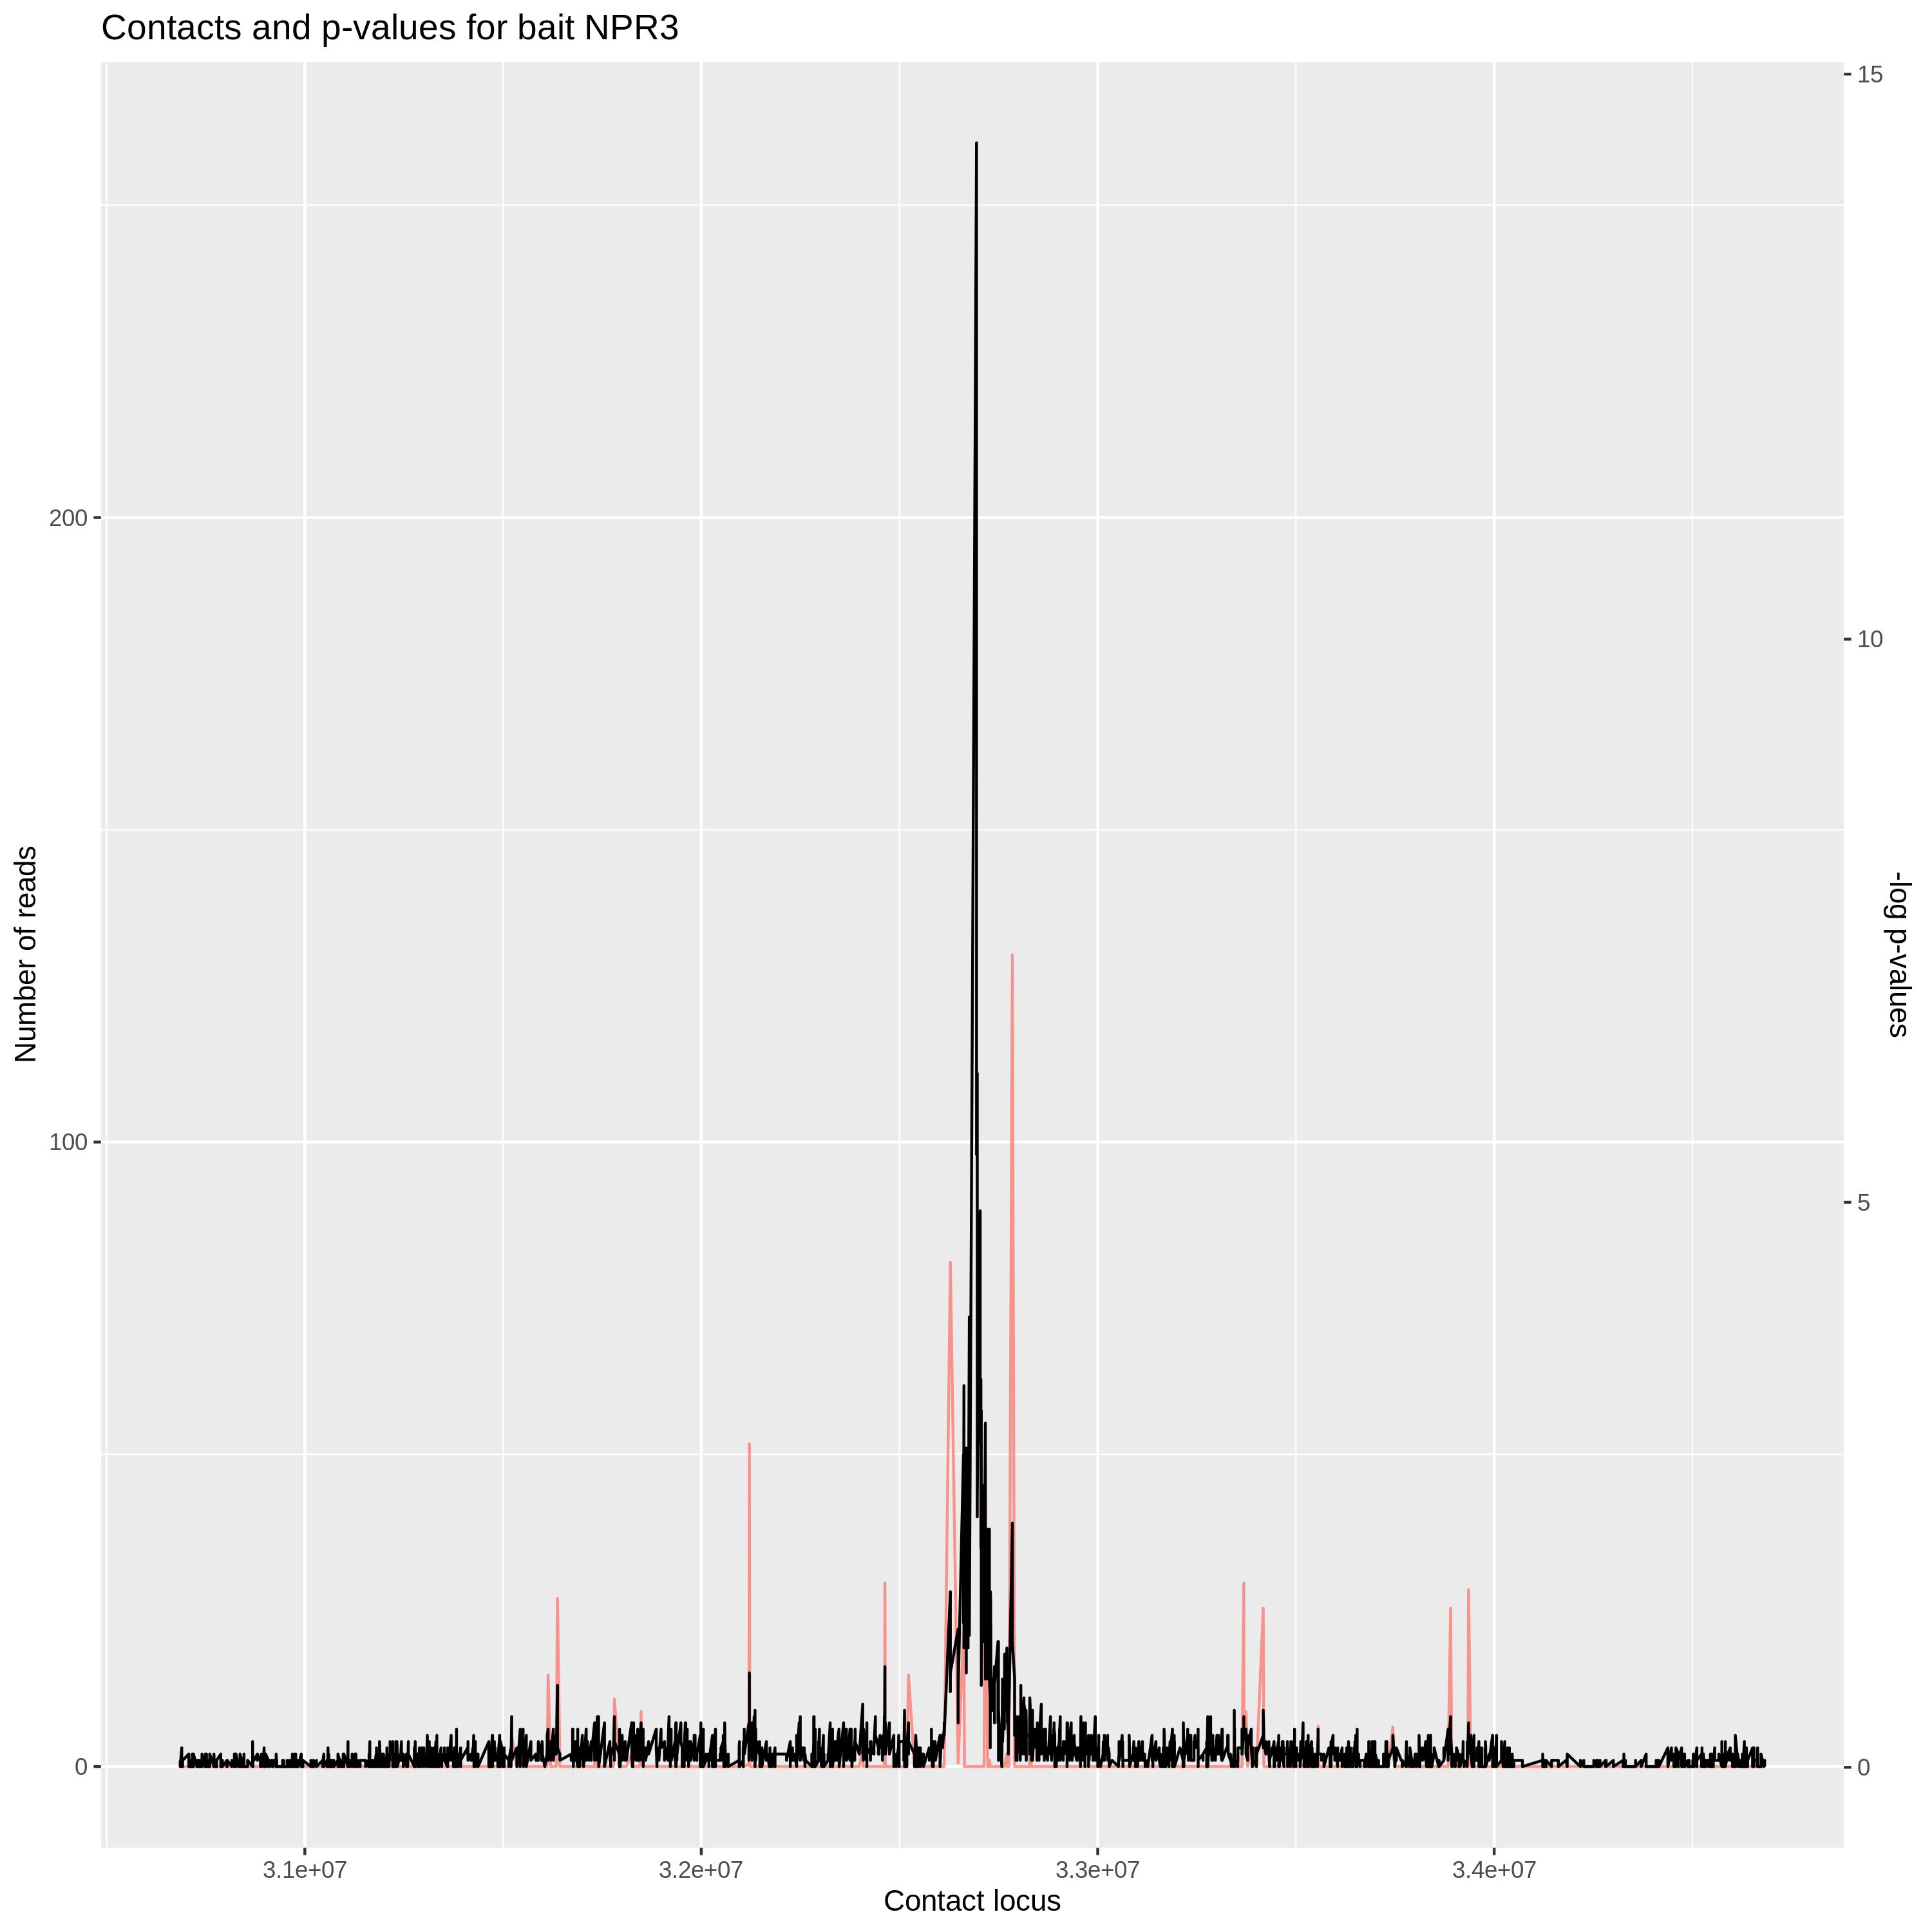 Contacts and p-values for bait NPR3
Number of reads
200
100
0
15
10
5
0
-log p-values
3.1e+07
3.2e+07
3.3e+07
3.4e+07
Contact locus